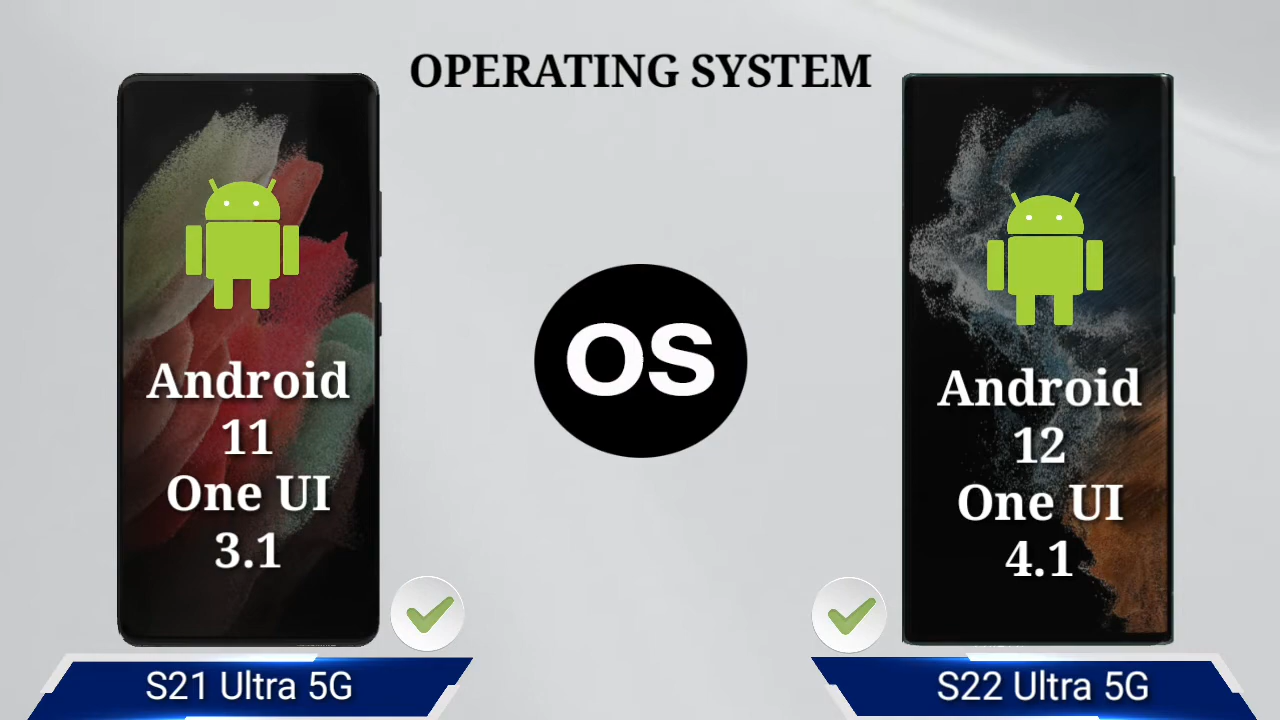 OPERATING SYSTEM
Android
11
One UI
3.1
OS
Android
12
One UI
4.1
S21 Ultra 5G
S22 Ultra 5G